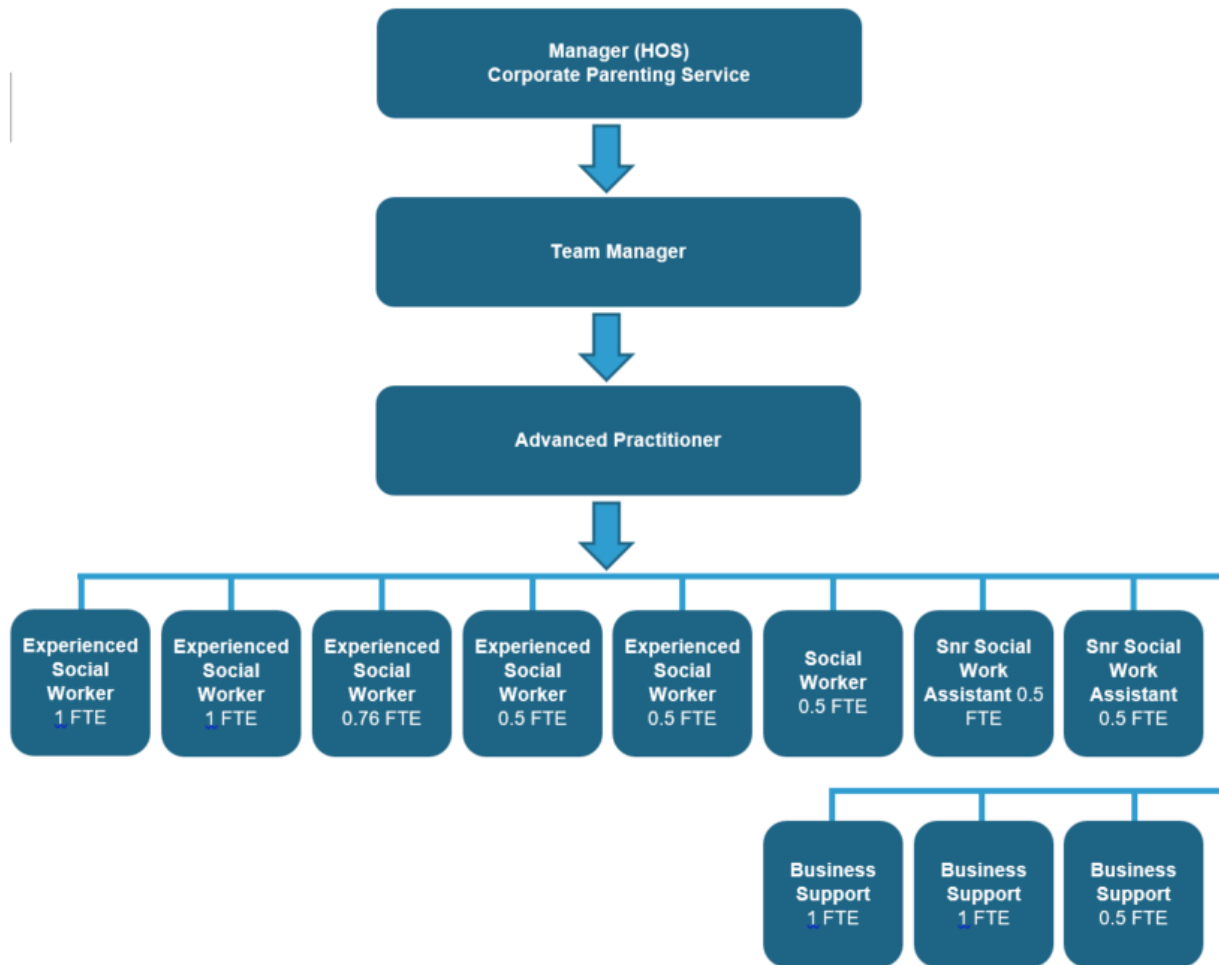 Manager (HOS)
Corporate Parenting Service
Team Manager
Advanced Practitioner
Experienced
Social
Worker
1 FTE
Experienced
Social
Worker
1 FTE
Experienced
Social
Worker
0.76 FTE
Experienced
Social
Worker
0.5 FTE
Experienced
Social
Worker
0.5 FTE
Social
Worker
0.5 FTE
Snr Social
Work
Assistant 0.5
FTE
Snr Social
Work
Assistant
0.5 FTE
Business
Support
1 FTE
Business
Support
1 FTE
Business
Support
0.5 FTE